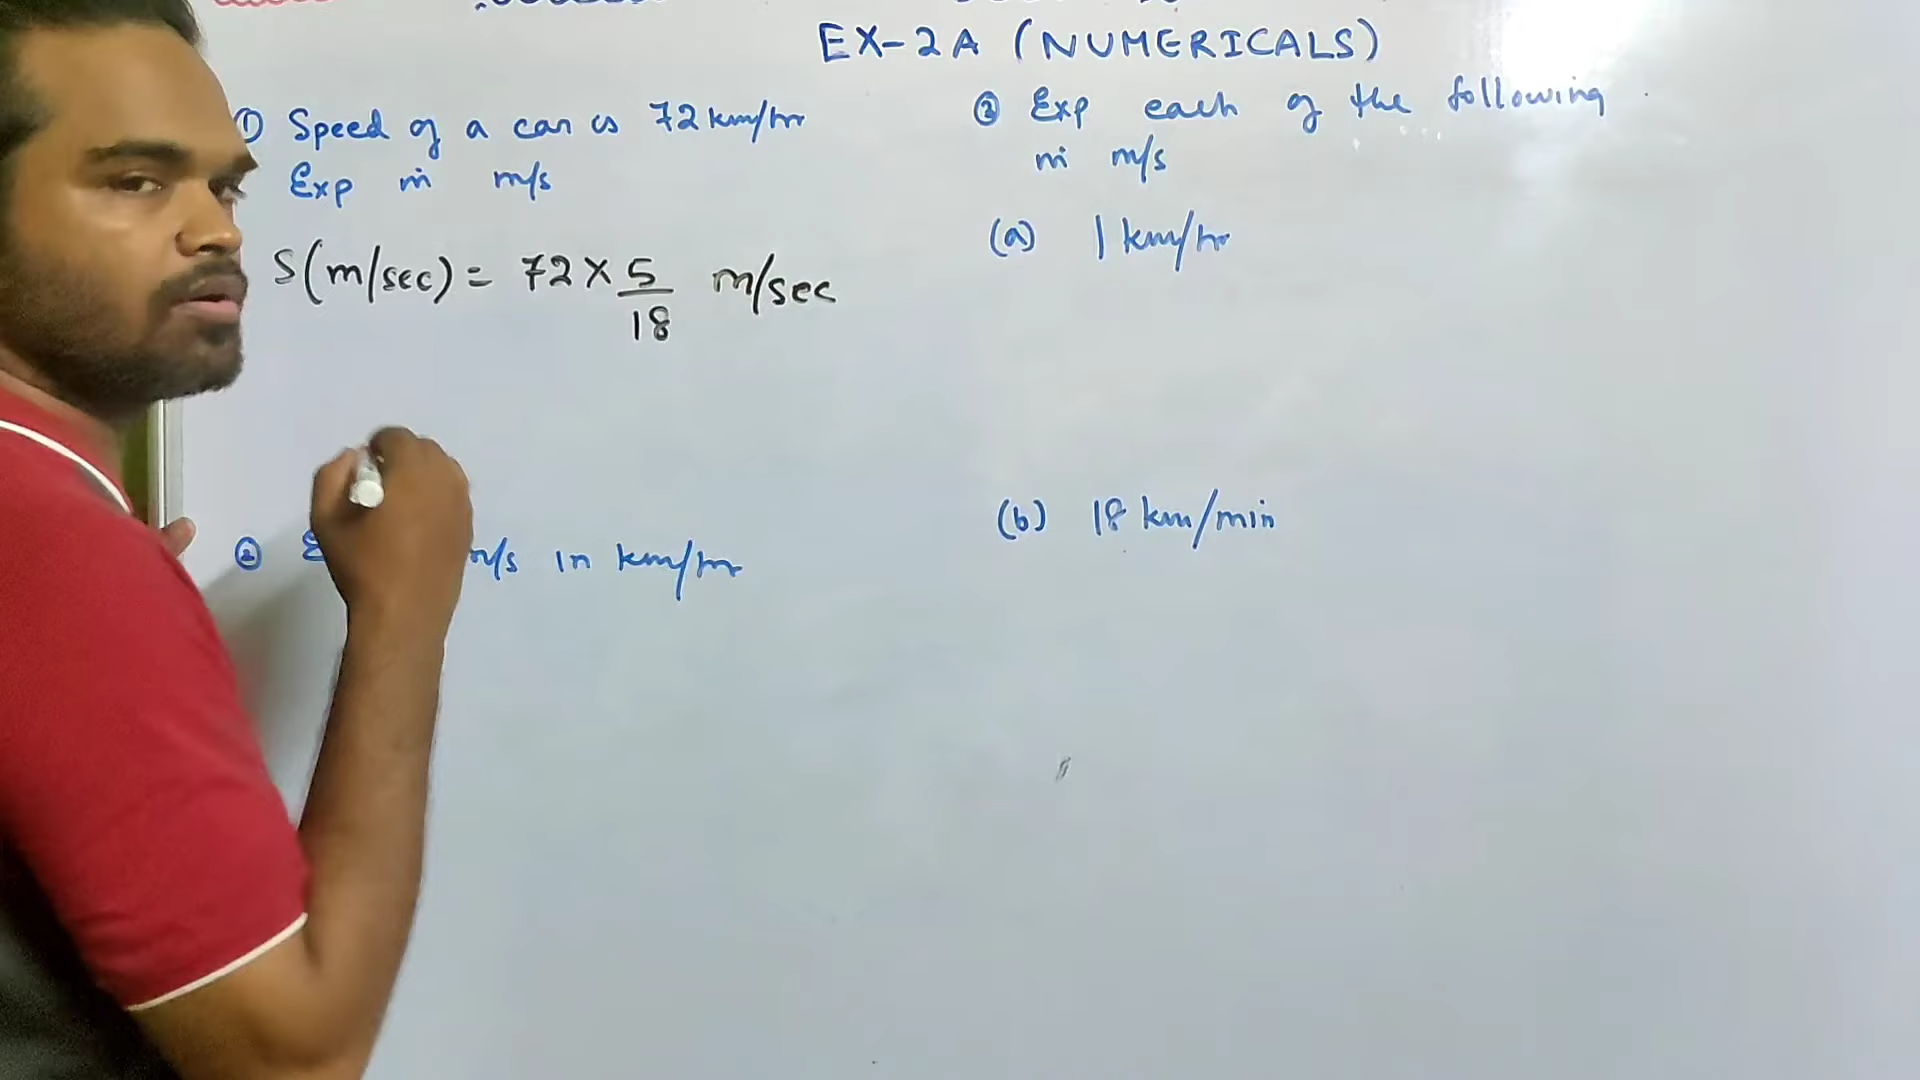 EX-2A (NUMERICALS)
① Speed of a car is 72 km/hr
Exp in m/s
S(m/sec) = 72 × 5/18 m/sec
② m/s in km/hr
③ Exp each of the following
in m/s
(a) 1 km/hr
(b) 18 km/min